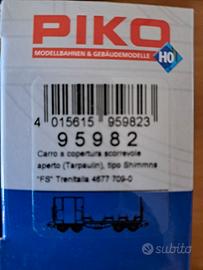 PIKO
MODELLBAHNEN & GEBÄUDEMODELLE
H0
4 015615 959823
95982
Carro a copertura scorrevole
aperto (Tarpaulin), tipo Shimmns
"FS" Trenitalia 4677 709-0
subito